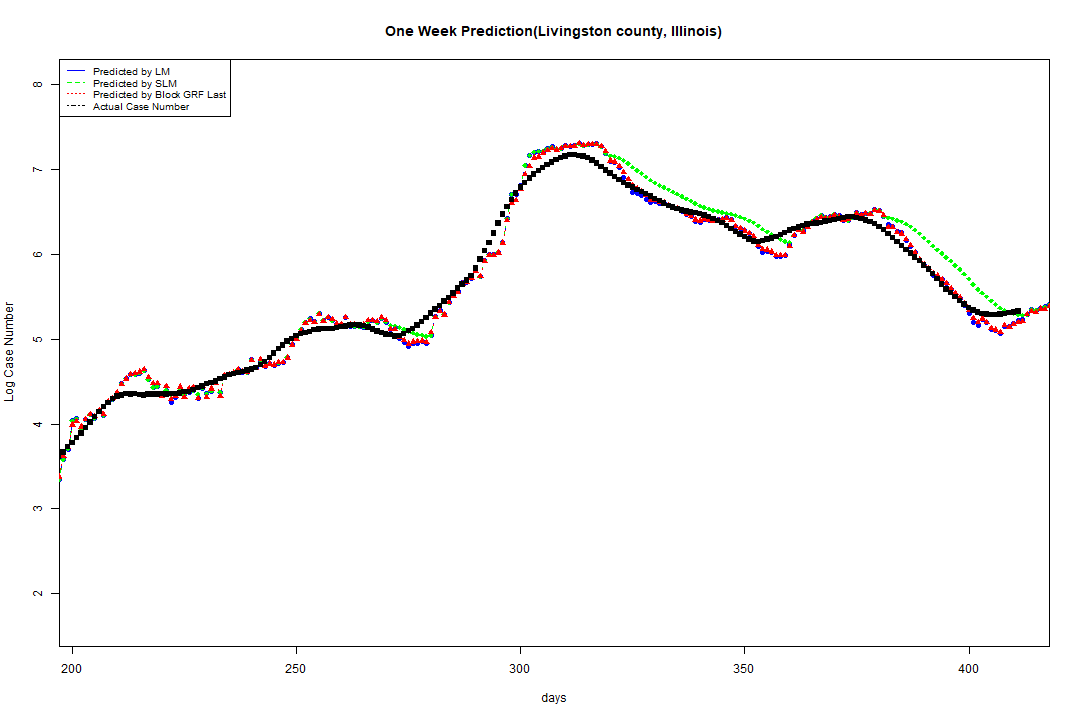 One Week Prediction(Livingston county, Illinois)
Predicted by LM
Predicted by SLM
Predicted by Block GRF Last
Actual Case Number
8
7
6
5
4
3
2
Log Case Number
200 250 300 350 400
days